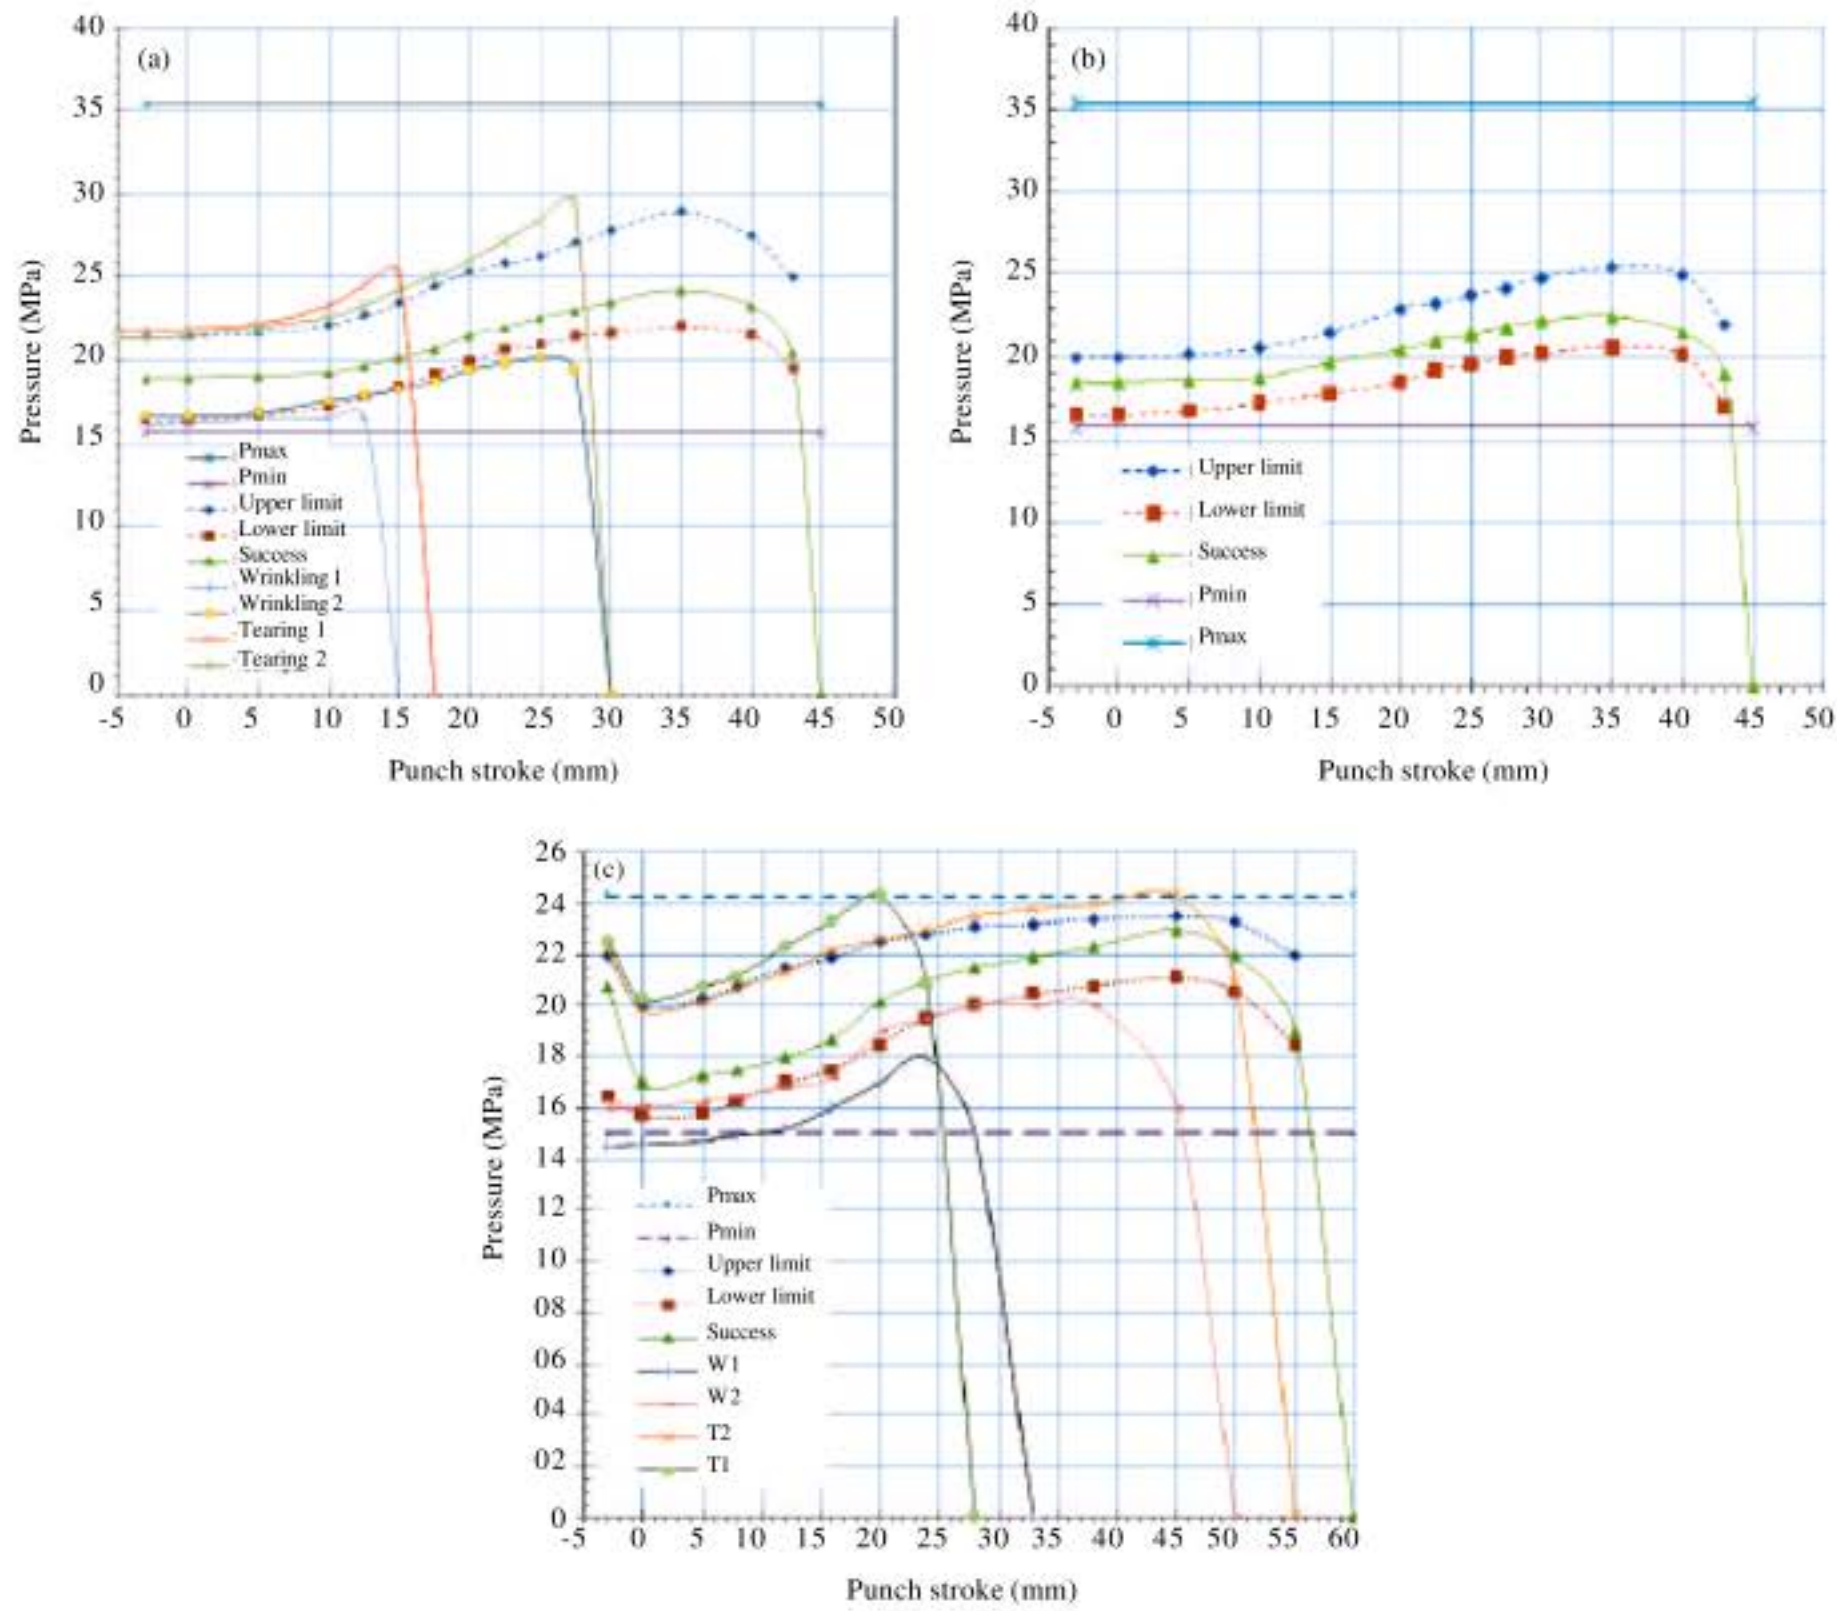 (a)
40
35
30
25
20
15
10
5
0
-5 0 5 10 15 20 25 30 35 40 45 50
Pressure (MPa)
Punch stroke (mm)
Pmax
Pmin
Upper limit
Lower limit
Success
Wrinkling 1
Wrinkling 2
Tearing 1
Tearing 2
(b)
40
35
30
25
20
15
10
5
0
-5 0 5 10 15 20 25 30 35 40 45 50
Pressure (MPa)
Punch stroke (mm)
Upper limit
Lower limit
Success
Pmin
Pmax
(c)
26
24
22
20
18
16
14
12
10
08
06
04
02
0
-5 0 5 10 15 20 25 30 35 40 45 50 55 60
Pressure (MPa)
Punch stroke (mm)
Pmax
Pmin
Upper limit
Lower limit
Success
W1
W2
T2
T1